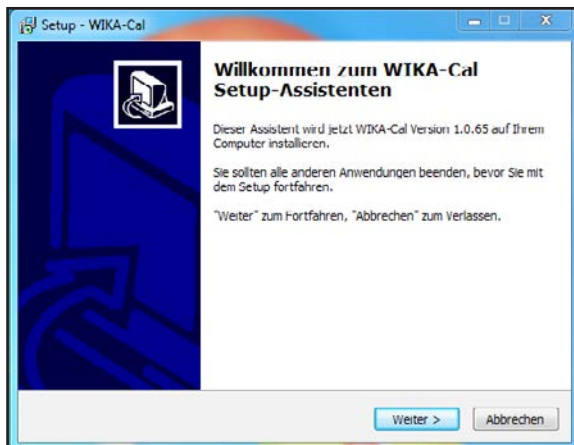 Setup - WIKA-Cal
Willkommen zum WIKA-Cal
Setup-Assistenten
Dieser Assistent wird jetzt WIKA-Cal Version 1.0.65 auf Ihrem
Computer installieren.
Sie sollten alle anderen Anwendungen beenden, bevor Sie mit
dem Setup fortfahren.
"Weiter" zum Fortfahren, "Abbrechen" zum Verlassen.
Weiter >
Abbrechen